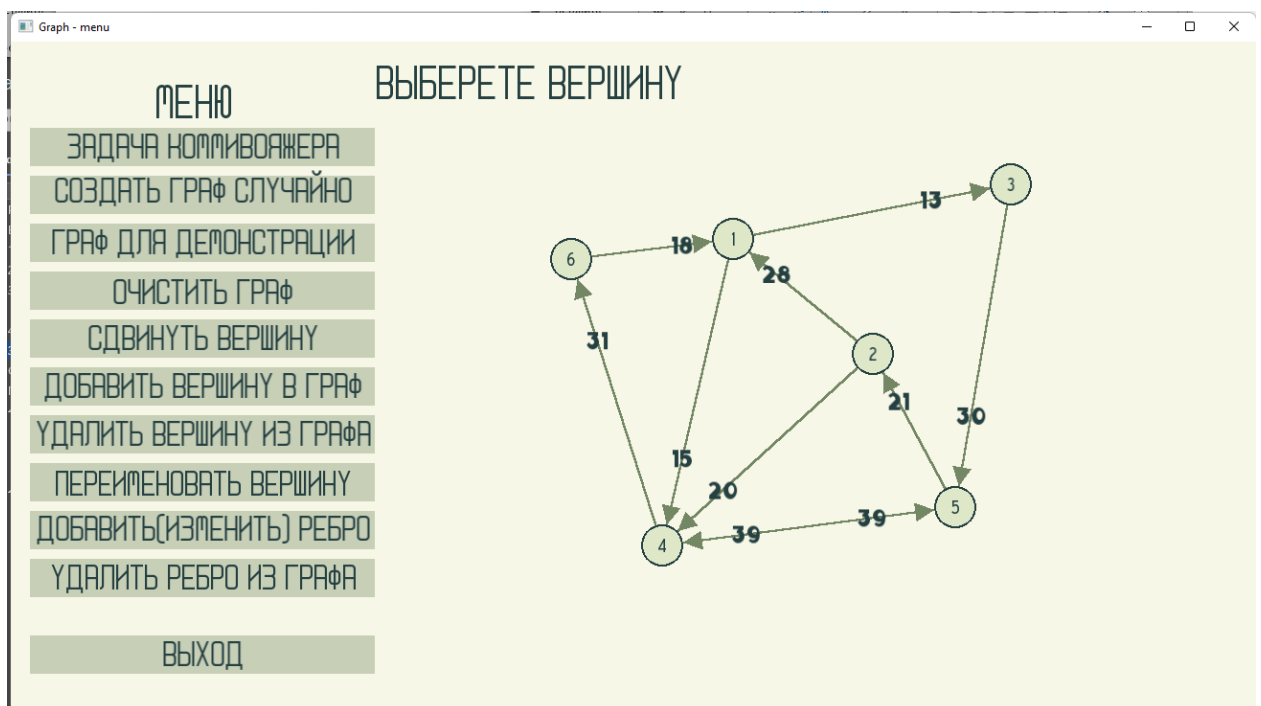 Graph - menu
ВЫБЕРЕТЕ ВЕРШИНУ
МЕНЮ
ЗАДАЧА КОММИВОЯЖЕРА
СОЗДАТЬ ГРАФ СЛУЧАЙНО
ГРАФ ДЛЯ ДЕМОНСТРАЦИИ
ОЧИСТИТЬ ГРАФ
СДВИНУТЬ ВЕРШИНУ
ДОБАВИТЬ ВЕРШИНУ В ГРАФ
УДАЛИТЬ ВЕРШИНУ ИЗ ГРАФА
ПЕРЕИМЕНОВАТЬ ВЕРШИНУ
ДОБАВИТЬ(ИЗМЕНИТЬ) РЕБРО
УДАЛИТЬ РЕБРО ИЗ ГРАФА
ВЫХОД
3
13
1
18
6
28
31
2
21
30
15
20
5
39
39
4